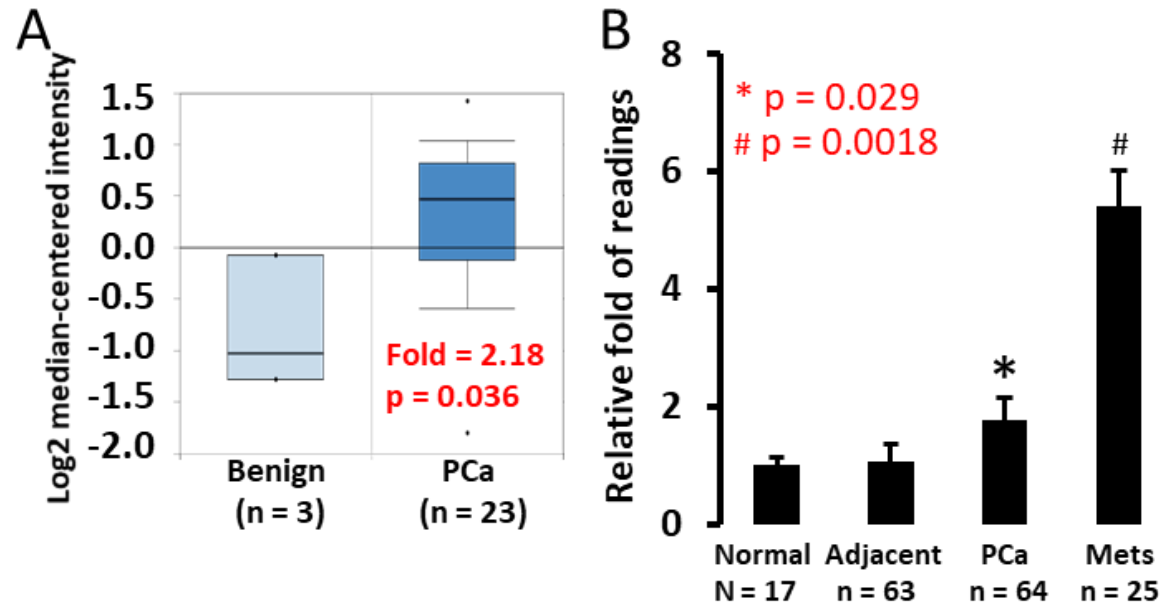 A
Log2 median-centered intensity
1.5
1.0
0.5
0.0
-0.5
-1.0
-1.5
-2.0
Fold = 2.18
p = 0.036
Benign PCa
(n = 3) (n = 23)
B
Relative fold of readings
8
6
4
2
0
* p = 0.029
# p = 0.0018
*
#
Normal Adjacent PCa Mets
N = 17 n = 63 n = 64 n = 25